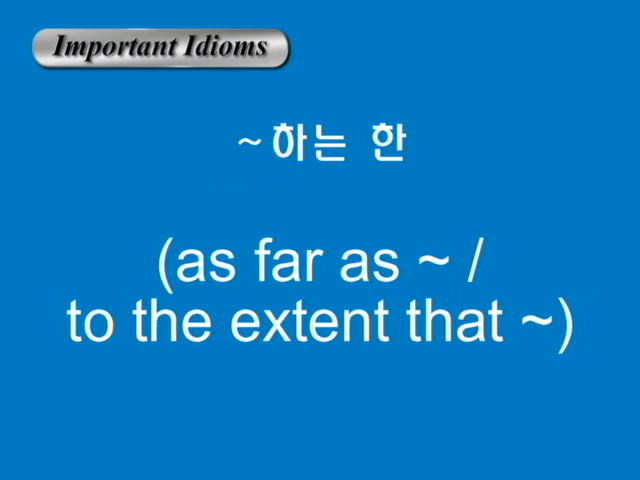 Important Idioms
~하는 한
(as far as ~ /
to the extent that ~)